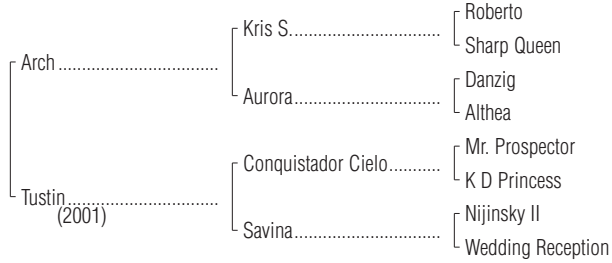 Roberto
Kris S.
Sharp Queen
Arch
Danzig
Aurora
Althea
Mr. Prospector
Conquistador Cielo
K D Princess
Tustin
(2001)
Nijinsky II
Savina
Wedding Reception